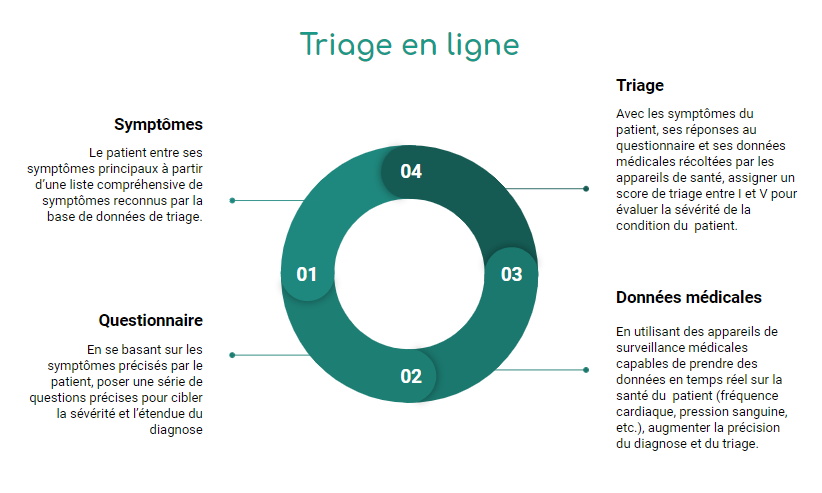 Triage en ligne
Symptômes
Le patient entre ses
symptômes principaux à partir
d'une liste compréhensive de
symptômes reconnus par la
base de données de triage.
Questionnaire
En se basant sur les
symptômes précisés par le
patient, poser une série de
questions précises pour cibler
la sévérité et l'étendue du
diagnose
04
01
03
02
Triage
Avec les symptômes du
patient, ses réponses au
questionnaire et ses données
médicales récoltées par les
appareils de santé, assigner un
score de triage entre I et V pour
évaluer la sévérité de la
condition du patient.
Données médicales
En utilisant des appareils de
surveillance médicales
capables de prendre des
données en temps réel sur la
santé du patient (fréquence
cardiaque, pression sanguine,
etc.), augmenter la précision
du diagnose et du triage.